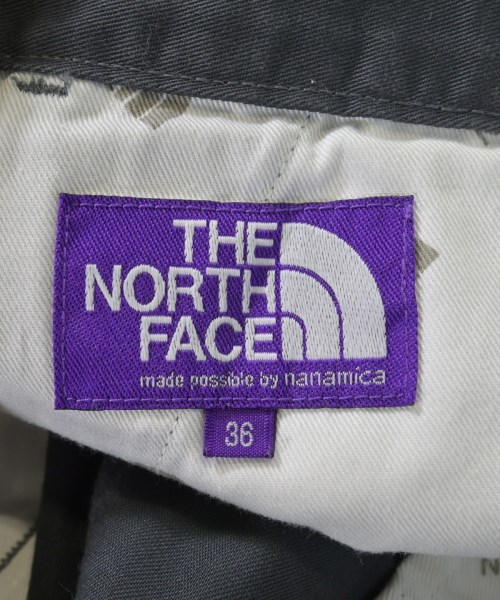 THE
NORTH
FACE
made possible by nanamica
36
N